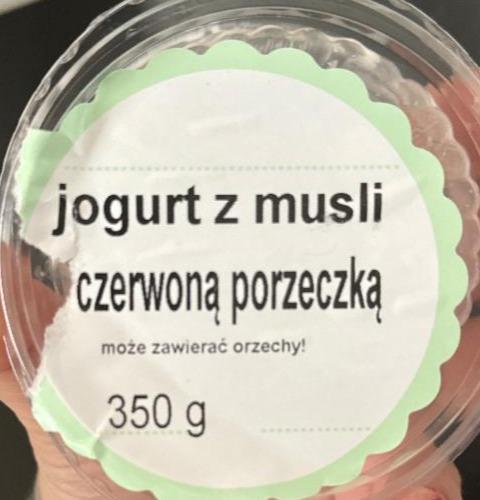 jogurt z musli
czerwoną porzeczką
może zawierać orzechy!
350 g